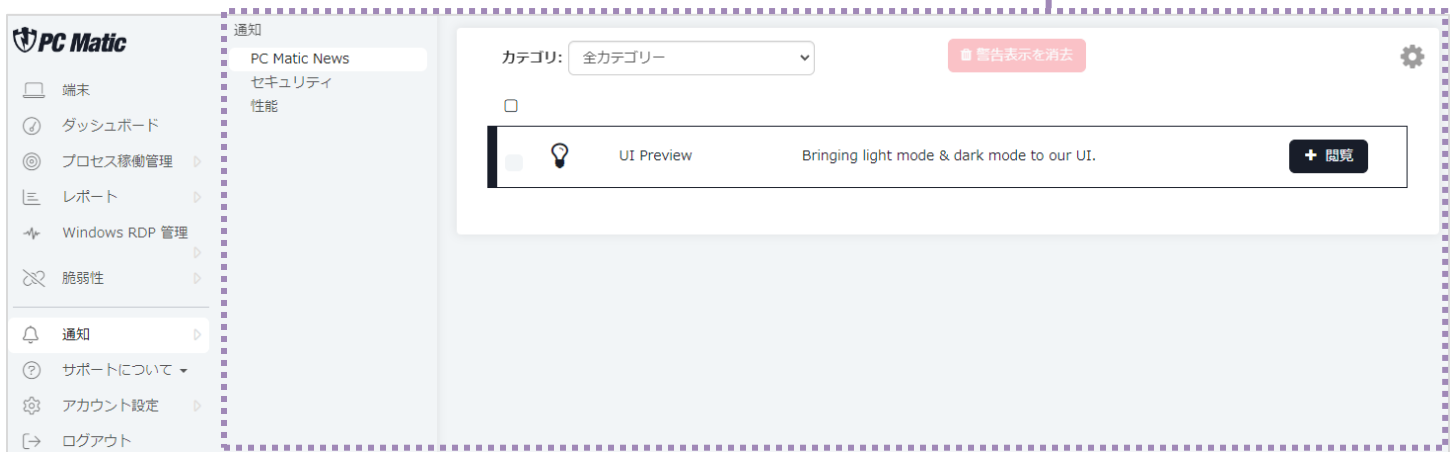 PC Matic
端末
ダッシュボード
プロセス稼働管理
レポート
Windows RDP 管理
脆弱性
通知
サポートについて
アカウント設定
ログアウト
通知
PC Matic News
セキュリティ
性能
カテゴリ: 全カテゴリー 警告表示を消去
UI Preview Bringing light mode & dark mode to our UI. + 閲覧